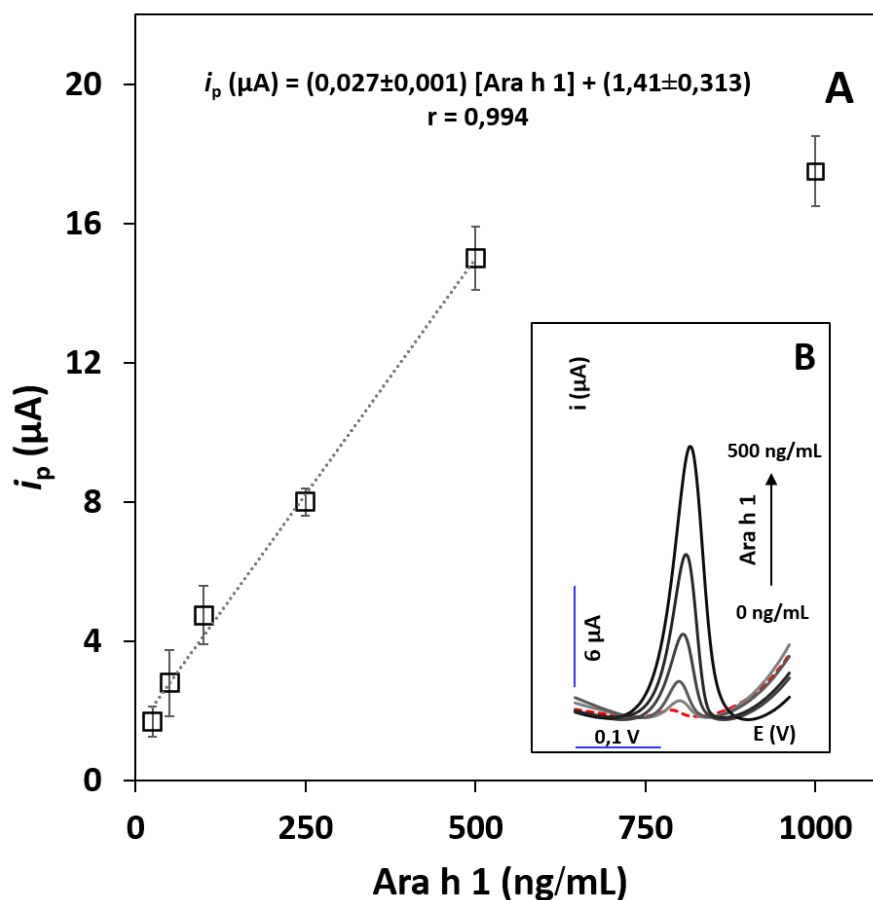 iₚ (µA) = (0,027±0,001) [Ara h 1] + (1,41±0,313)
r = 0,994
A
20
16
12
8
4
0
iₚ (µA)
0
250
500
750
1000
Ara h 1 (ng/mL)
B
i (µA)
500 ng/mL
Ara h 1
0 ng/mL
6 µA
0,1 V
E (V)